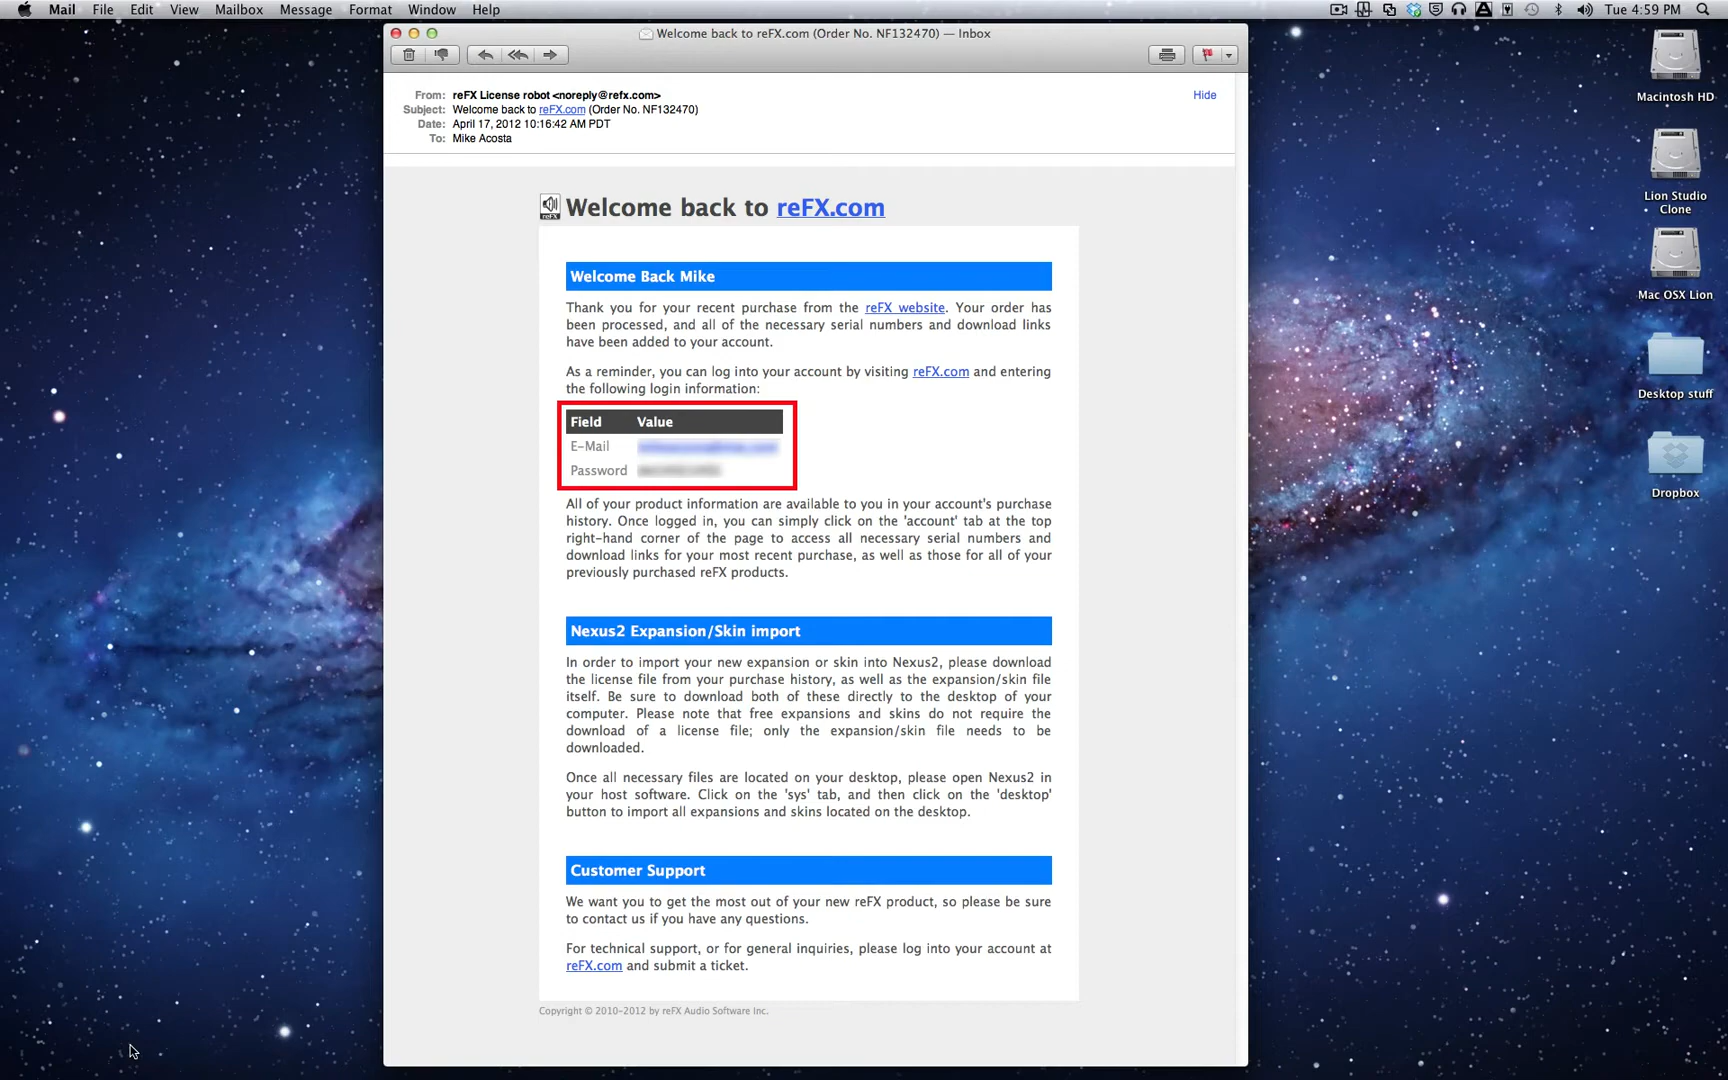 Mail File Edit View Mailbox Message Format Window Help
Tue 4:59 PM
Welcome back to reFX.com (Order No. NF132470) — Inbox
From: reFX License robot <noreply@refx.com>
Hide
Subject: Welcome back to reFX.com (Order No. NF132470)
Date: April 17, 2012 10:16:42 AM PDT
To: Mike Acosta
reFX
Welcome back to reFX.com
Welcome Back Mike
Thank you for your recent purchase from the reFX website. Your order has
been processed, and all of the necessary serial numbers and download links
have been added to your account.
As a reminder, you can log into your account by visiting reFX.com and entering
the following login information:
Field Value
E-Mail
Password
All of your product information are available to you in your account's purchase
history. Once logged in, you can simply click on the 'account' tab at the top
right-hand corner of the page to access all necessary serial numbers and
download links for your most recent purchase, as well as those for all of your
previously purchased reFX products.
Nexus2 Expansion/Skin import
In order to import your new expansion or skin into Nexus2, please download
the license file from your purchase history, as well as the expansion/skin file
itself. Be sure to download both of these directly to the desktop of your
computer. Please note that free expansions and skins do not require the
download of a license file; only the expansion/skin file needs to be
downloaded.
Once all necessary files are located on your desktop, please open Nexus2 in
your host software. Click on the 'sys' tab, and then click on the 'desktop'
button to import all expansions and skins located on the desktop.
Customer Support
We want you to get the most out of your new reFX product, so please be sure
to contact us if you have any questions.
For technical support, or for general inquiries, please log into your account at
reFX.com and submit a ticket.
Copyright © 2010-2012 by reFX Audio Software Inc.
Macintosh HD
Lion Studio
Clone
Mac OSX Lion
Desktop stuff
Dropbox